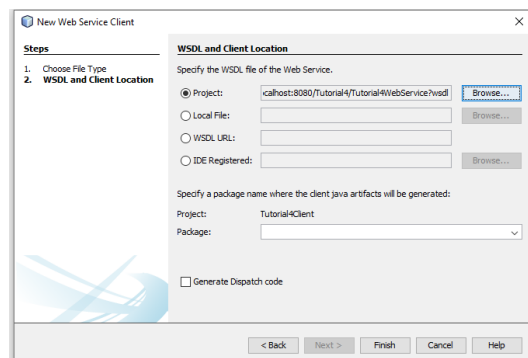 New Web Service Client
Steps
1. Choose File Type
2. WSDL and Client Location
WSDL and Client Location
Specify the WSDL file of the Web Service.
Project: calhost:8080/Tutorial4/Tutorial4WebService?wsdl Browse...
Local File: Browse...
WSDL URL:
IDE Registered: Browse...
Specify a package name where the client java artifacts will be generated:
Project: Tutorial4Client
Package:
Generate Dispatch code
< Back Next > Finish Cancel Help